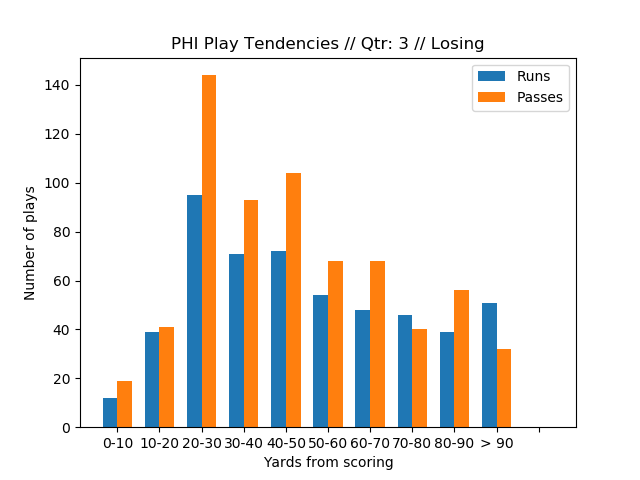 PHI Play Tendencies // Qtr: 3 // Losing
Runs
Passes
Number of plays
140
120
100
80
60
40
20
0
0-10 10-20 20-30 30-40 40-50 50-60 60-70 70-80 80-90 > 90
Yards from scoring